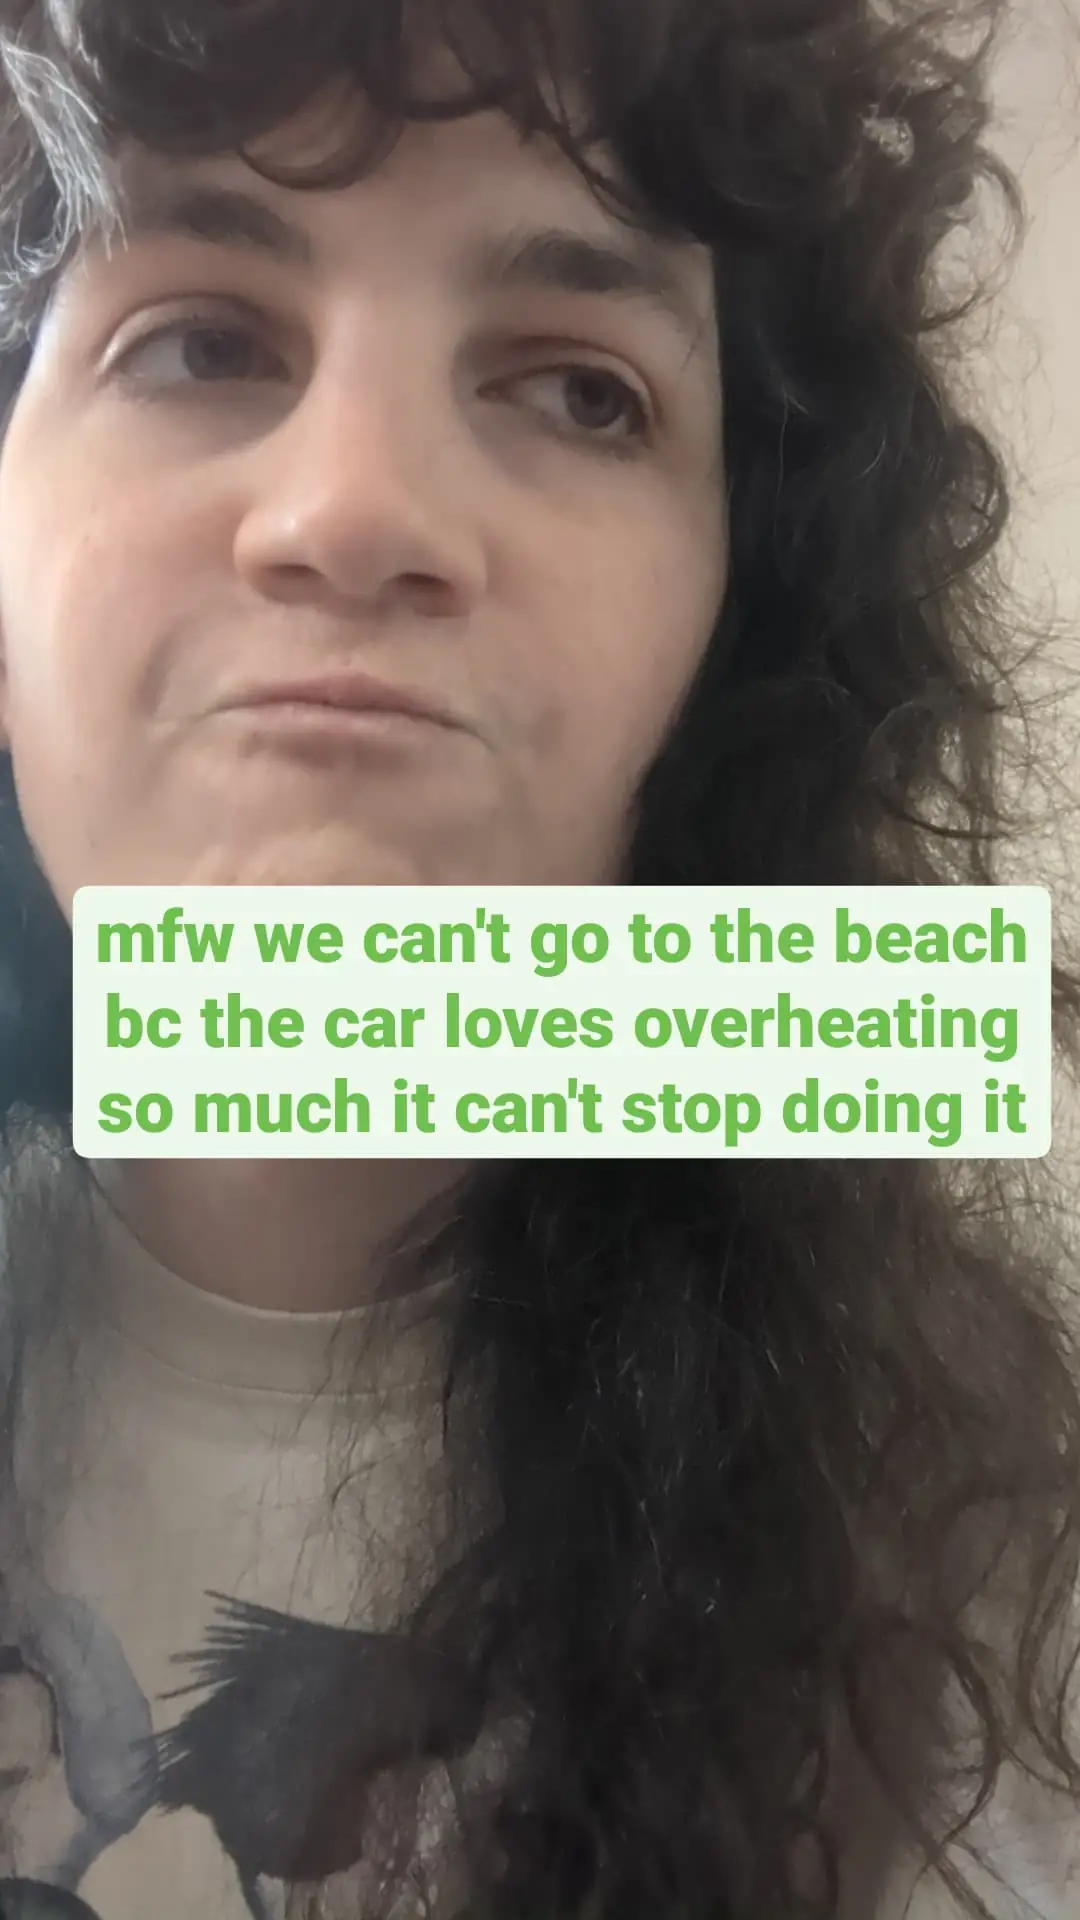 mfw we can't go to the beach
bc the car loves overheating
so much it can't stop doing it